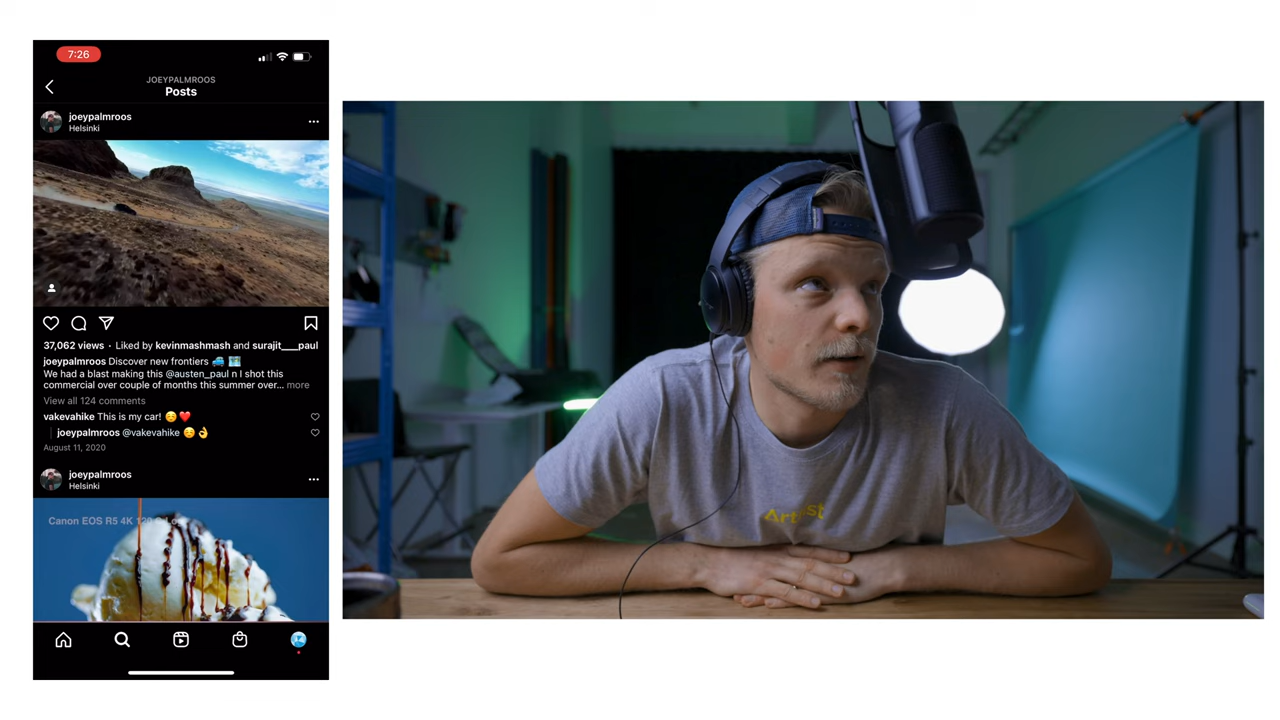 7:26
JOEYPALMROOS
Posts
joeypalmroos
Helsinki
37,062 views · Liked by kevinmashmash and surajit___paul
joeypalmroos Discover new frontiers 🚙 🗺️
We had a blast making this @austen_paul n I shot this
commercial over couple of months this summer over... more
View all 124 comments
vakevahike This is my car! ☺️❤️
joeypalmroos @vakevahike ☺️👌
August 11, 2020
joeypalmroos
Helsinki
Canon EOS R5 4K 120